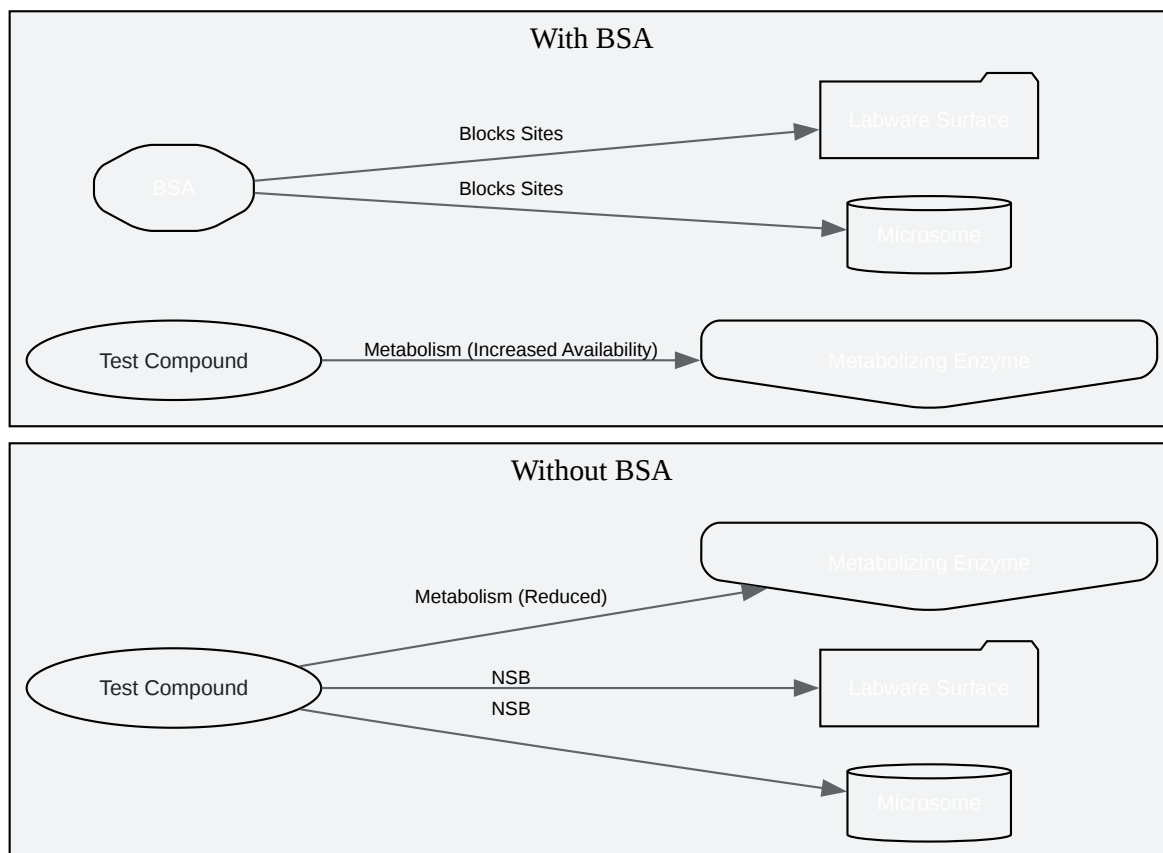 With BSA
Blocks Sites
Labware Surface
BSA
Blocks Sites
Microsome
Test Compound
Metabolism (Increased Availability)
Metabolizing Enzyme
Without BSA
Metabolizing Enzyme
Metabolism (Reduced)
Test Compound
NSB
Labware Surface
NSB
Microsome